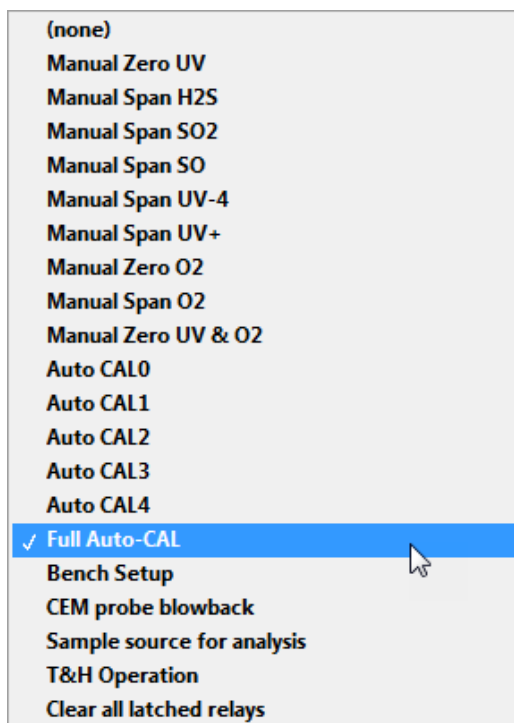 (none)
Manual Zero UV
Manual Span H2S
Manual Span SO2
Manual Span SO
Manual Span UV-4
Manual Span UV+
Manual Zero O2
Manual Span O2
Manual Zero UV & O2
Auto CAL0
Auto CAL1
Auto CAL2
Auto CAL3
Auto CAL4
Full Auto-CAL
Bench Setup
CEM probe blowback
Sample source for analysis
T&H Operation
Clear all latched relays